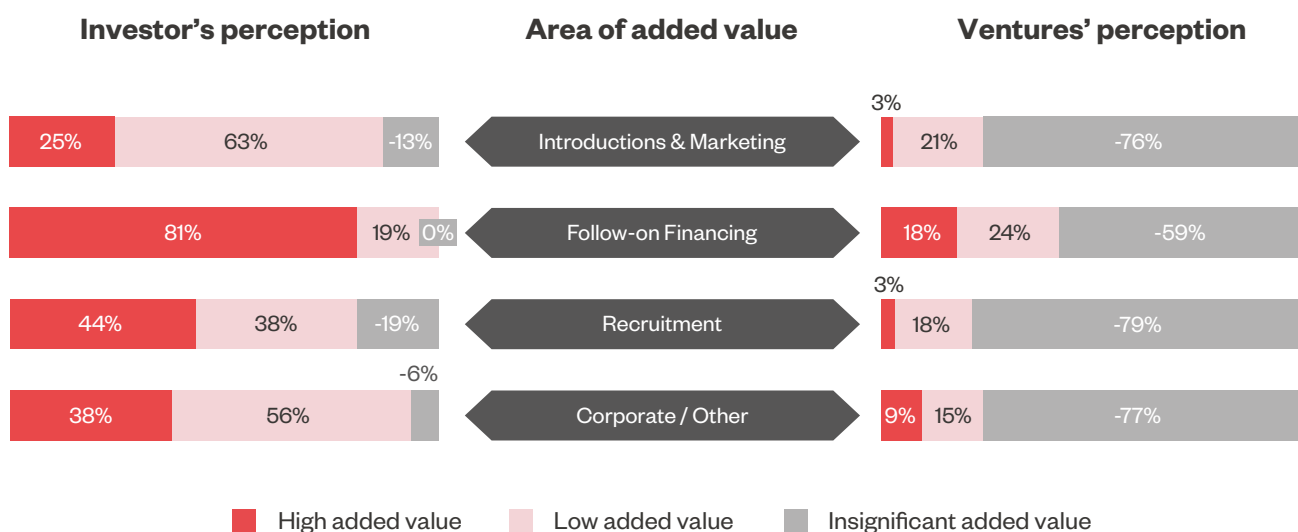 Investor's perception Area of added value Ventures' perception
3%
25% 63% -13% Introductions & Marketing 21% -76%
81% 19% 0% Follow-on Financing 18% 24% -59%
3%
44% 38% -19% Recruitment 18% -79%
-6%
38% 56% Corporate / Other 9% 15% -77%
High added value Low added value Insignificant added value